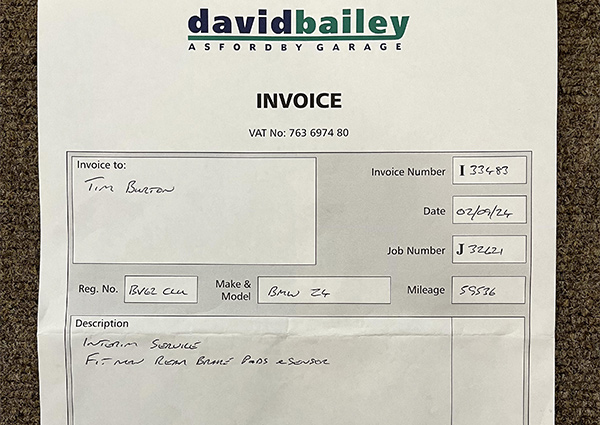 davidbailey
ASFORDBY GARAGE
INVOICE
VAT No: 763 6974 80
Invoice to:
Tim Burton
Invoice Number I 33483
Date 02/09/24
Job Number J 32621
Reg. No. BV62
Make & Model BMW Z4
Mileage 59536
Description
INTERIM SERVICE
FIT NEW REAR BRAKE PADS & SENSOR